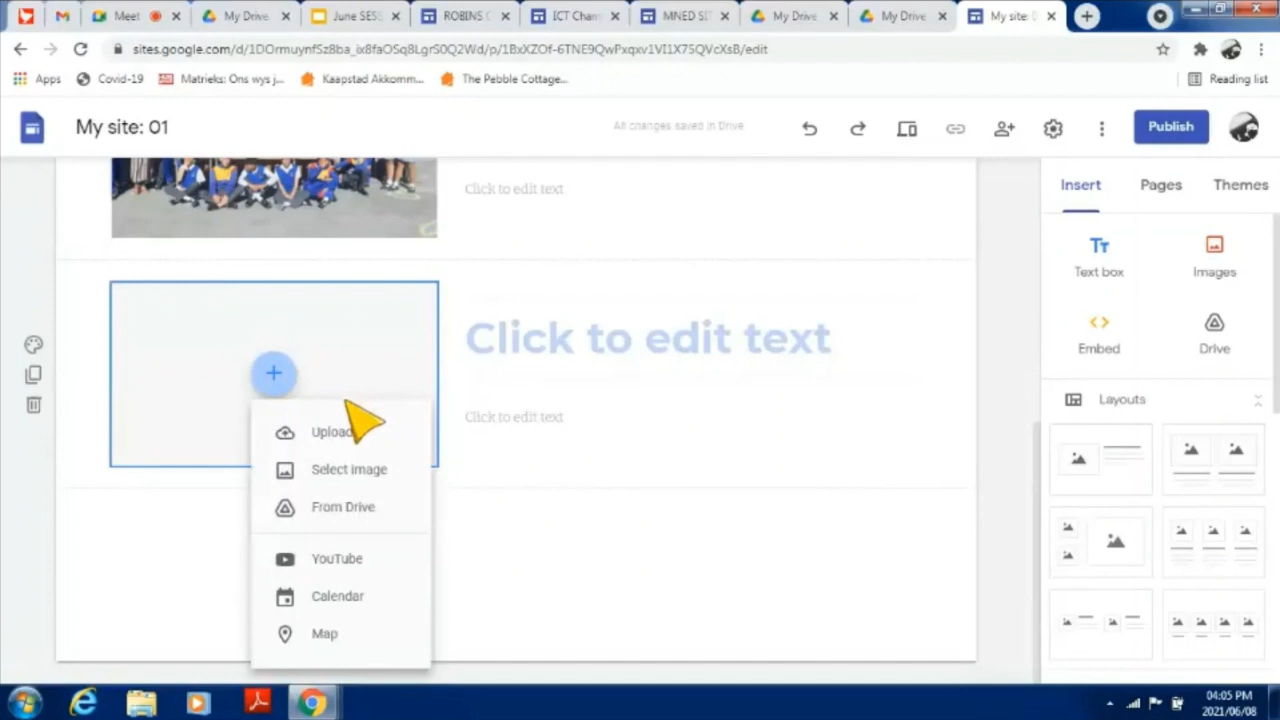 Meet
My Drive
June SESS
ROBINS C
ICT Cham
MNED SIT
My Drive
My Drive
My site: 0
sites.google.com/d/1DOrmuynfSz8ba_ix8faOSq8LgrS0Q2Wd/p/1BxXZOf-6TNE9QwPxqxv1VI1X75QVcXsB/edit
Apps
Covid-19
Matrieks: Ons wys j...
Kaapstad Akkomm...
The Pebble Cottage...
Reading list
My site: 01
All changes saved in Drive
Publish
Click to edit text
Click to edit text
Click to edit text
Upload
Select image
From Drive
YouTube
Calendar
Map
Insert
Pages
Themes
Text box
Images
Embed
Drive
Layouts
04:05 PM
2021/06/08